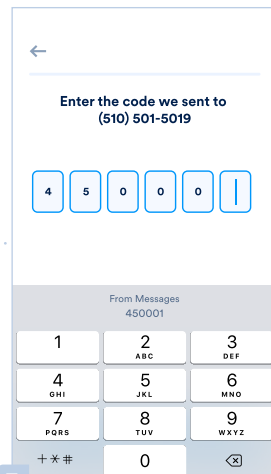 Enter the code we sent to
(510) 501-5019
4 5 0 0 0
From Messages
450001
1 2 3
ABC DEF
4 5 6
GHI JKL MNO
7 8 9
PQRS TUV WXYZ
+*# 0